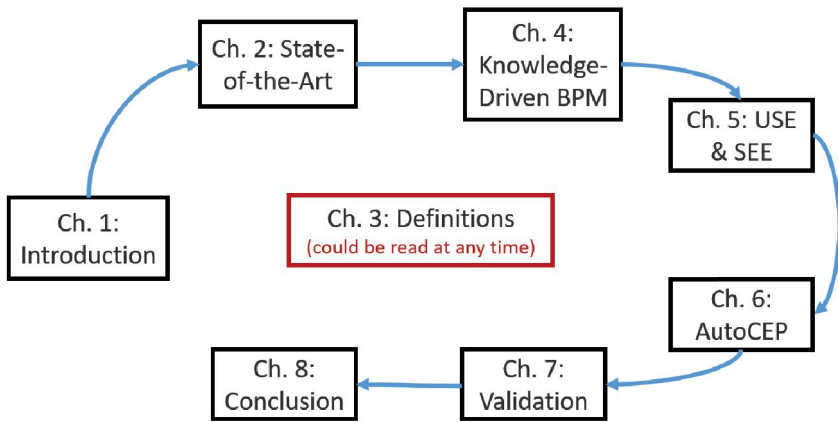 Ch. 1:
Introduction
Ch. 2: State-
of-the-Art
Ch. 3: Definitions
(could be read at any time)
Ch. 4:
Knowledge-
Driven BPM
Ch. 5: USE
& SEE
Ch. 6:
AutoCEP
Ch. 7:
Validation
Ch. 8:
Conclusion